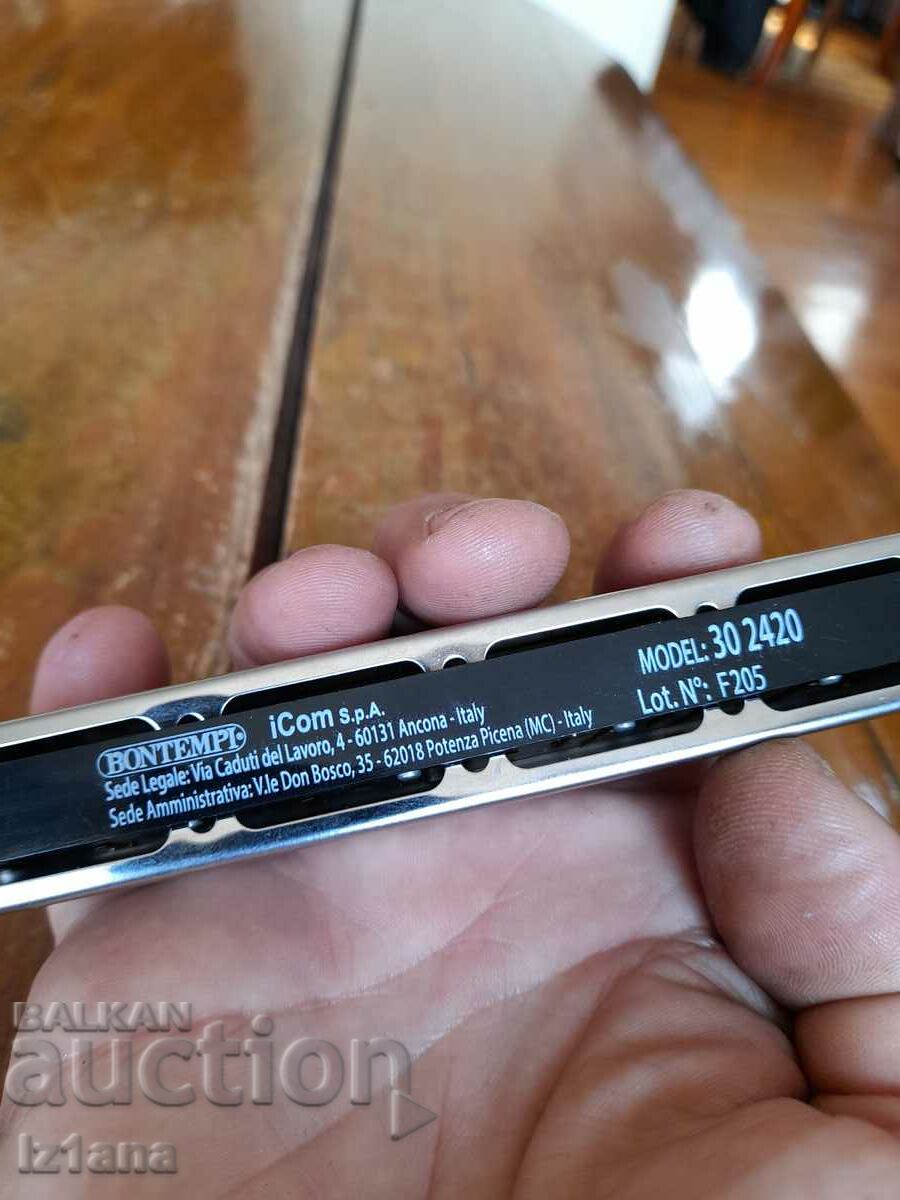 BONTEMPI® iCom S.p.A.
Sede Legale: Via Caduti del Lavoro, 4 - 60131 Ancona - Italy
Sede Amministrativa: V.le Don Bosco, 35 - 62018 Potenza Picena (MC) - Italy
MODEL: 30 2420
Lot. N°: F205
BALKAN
auction
Iz1ana